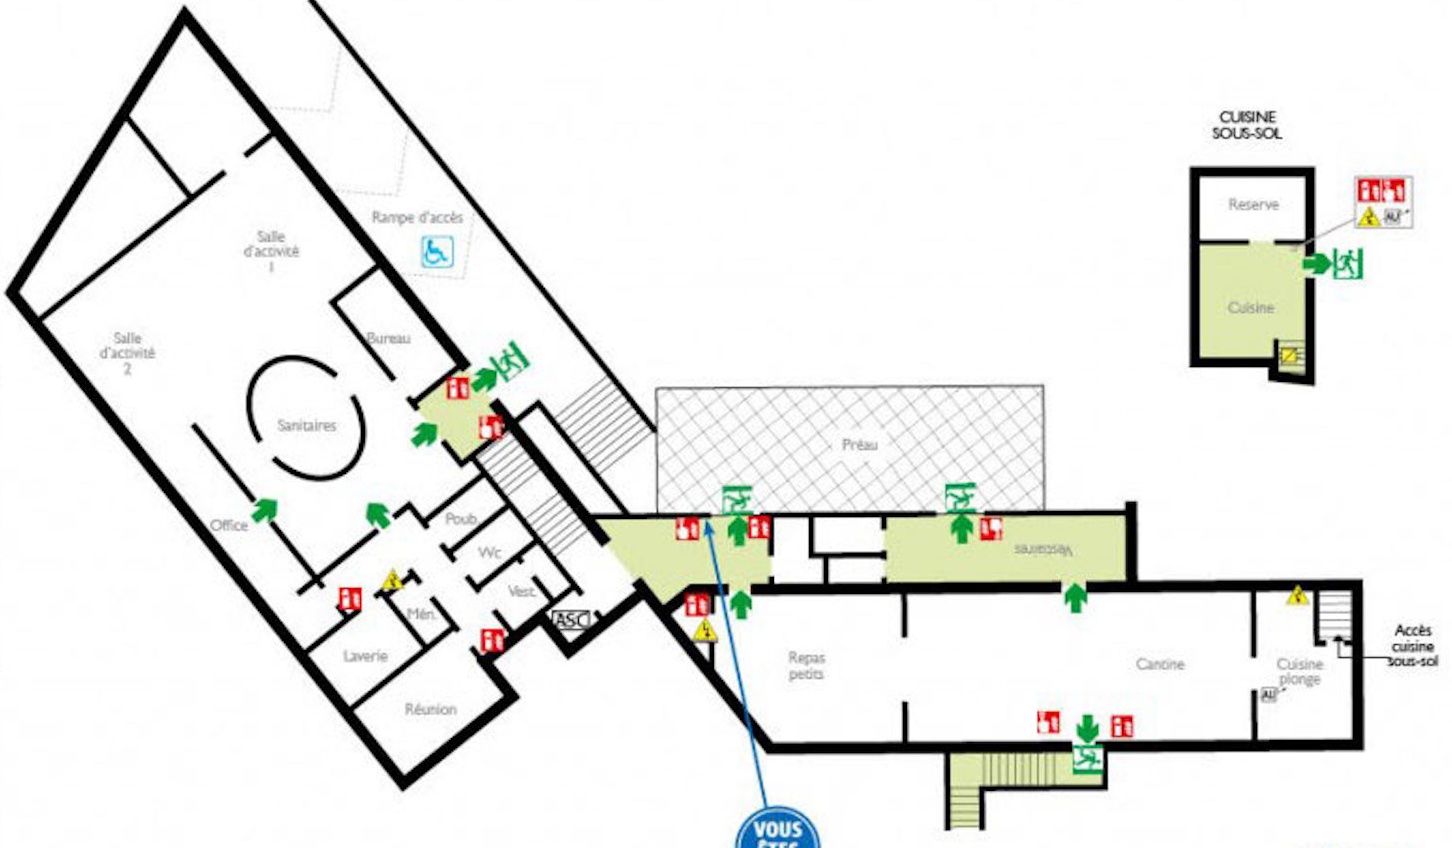 CUISINE
SOUS-SOL
Reserve
AU
Cuisine
Rampe d'accès
Salle
d'activité
1
Salle
d'activité
2
Bureau
Sanitaires
Préau
Office
Poub.
Wc
Vest.
Mén.
ASC
Vestiaires
Laverie
Réunion
Repas
petits
Cantine
Cuisine
plonge
AU
Accès
cuisine
sous-sol
VOUS
ÊTES